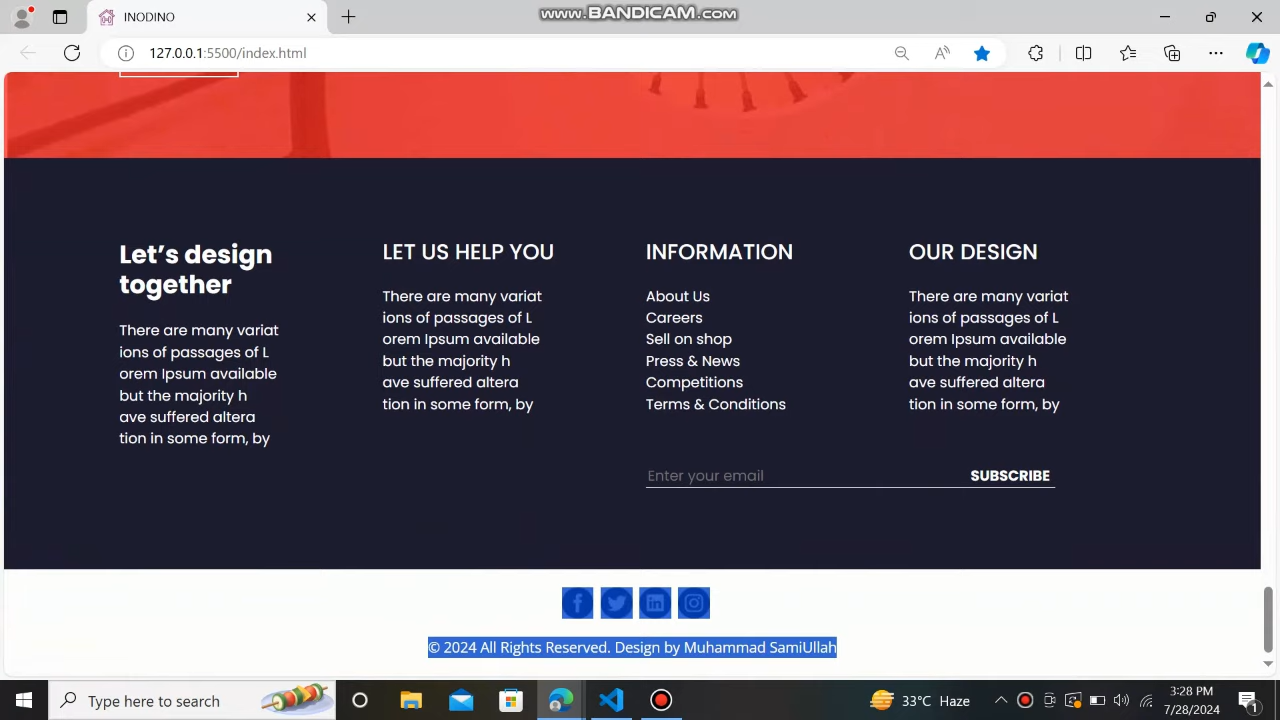 INODINO
www.BANDICAM.com
127.0.0.1:5500/index.html
Let's design
together
There are many variat
ions of passages of L
orem Ipsum available
but the majority h
ave suffered altera
tion in some form, by
LET US HELP YOU
There are many variat
ions of passages of L
orem Ipsum available
but the majority h
ave suffered altera
tion in some form, by
INFORMATION
About Us
Careers
Sell on shop
Press & News
Competitions
Terms & Conditions
OUR DESIGN
There are many variat
ions of passages of L
orem Ipsum available
but the majority h
ave suffered altera
tion in some form, by
Enter your email SUBSCRIBE
© 2024 All Rights Reserved. Design by Muhammad SamiUllah
Type here to search
33°C Haze
3:28 PM
7/28/2024
1